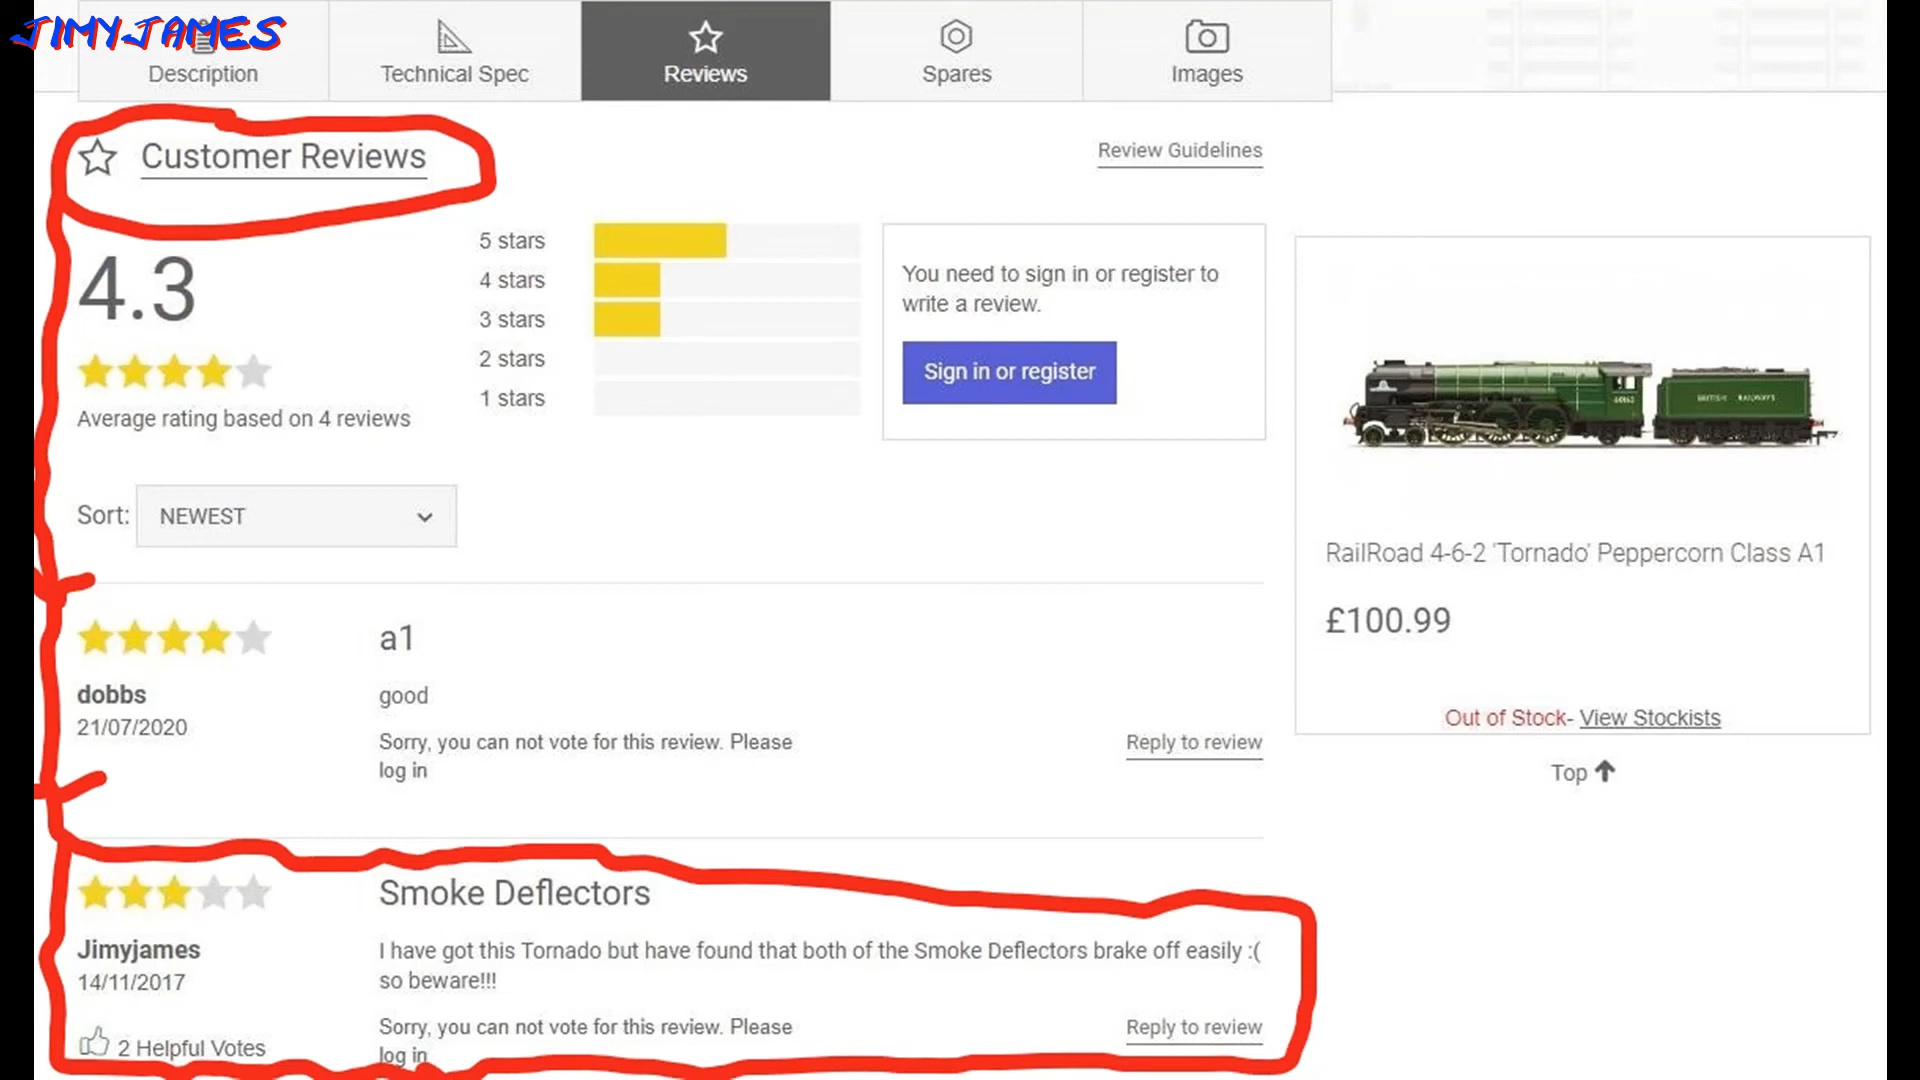 JIMYJAMES
Description
Technical Spec
Reviews
Spares
Images
Customer Reviews
Review Guidelines
4.3
Average rating based on 4 reviews
5 stars
4 stars
3 stars
2 stars
1 stars
You need to sign in or register to
write a review.
Sign in or register
BRITISH RAILWAYS
RailRoad 4-6-2 'Tornado' Peppercorn Class A1
£100.99
Out of Stock- View Stockists
Top
Sort: NEWEST
dobbs
21/07/2020
a1
good
Sorry, you can not vote for this review. Please
log in
Reply to review
Jimyjames
14/11/2017
2 Helpful Votes
Smoke Deflectors
I have got this Tornado but have found that both of the Smoke Deflectors brake off easily :(
so beware!!!
Sorry, you can not vote for this review. Please
log in
Reply to review